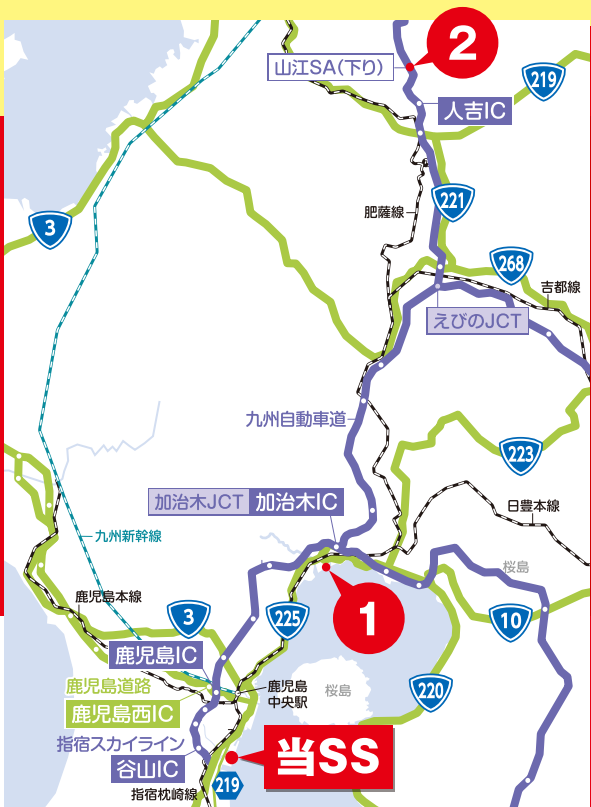 2
山江SA(下り)
219
人吉IC
221
肥薩線
3
268
吉都線
えびのJCT
九州自動車道
223
加治木JCT
加治木IC
日豊本線
九州新幹線
桜島
鹿児島本線
1
3
225
10
鹿児島IC
鹿児島道路
鹿児島
中央駅
桜島
220
鹿児島西IC
指宿スカイライン
当SS
谷山IC
219
指宿枕崎線